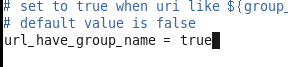 # set to true when uri like ${group_
# default value is false
url_have_group_name = true